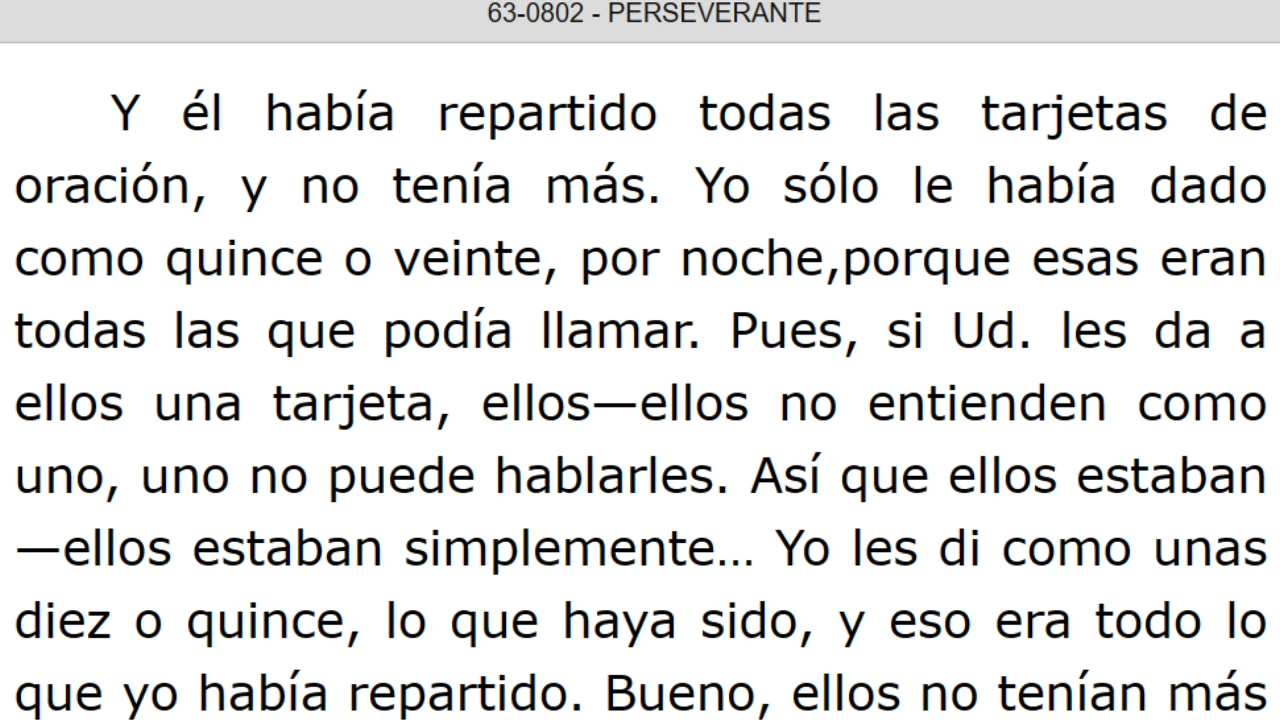 63-0802 - PERSEVERANTE
Y él había repartido todas las tarjetas de
oración, y no tenía más. Yo sólo le había dado
como quince o veinte, por noche,porque esas eran
todas las que podía llamar. Pues, si Ud. les da a
ellos una tarjeta, ellos—ellos no entienden como
uno, uno no puede hablarles. Así que ellos estaban
—ellos estaban simplemente... Yo les di como unas
diez o quince, lo que haya sido, y eso era todo lo
que yo había repartido. Bueno, ellos no tenían más